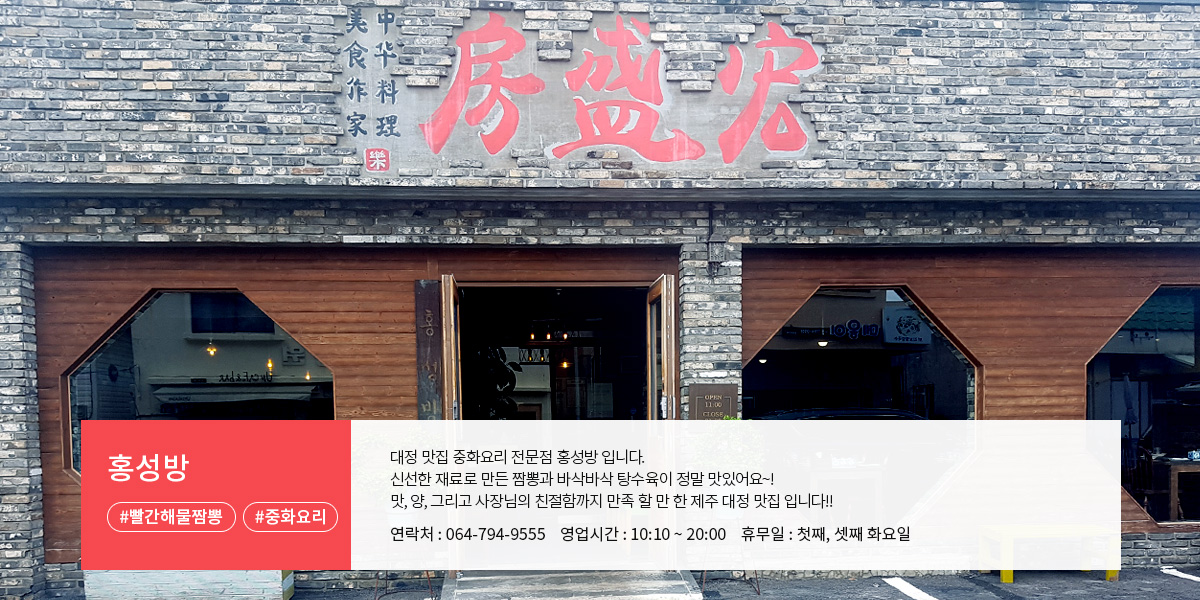 房盛宏
中华料理
美食作家
樂
OPEN
11:00
CLOSE
홍성방
#빨간해물짬뽕 #중화요리
대정 맛집 중화요리 전문점 홍성방 입니다.
신선한 재료로 만든 짬뽕과 바삭바삭 탕수육이 정말 맛있어요~!
맛, 양, 그리고 사장님의 친절함까지 만족 할 만 한 제주 대정 맛집 입니다!!
연락처 : 064-794-9555 영업시간 : 10:10 ~ 20:00 휴무일 : 첫째, 셋째 화요일